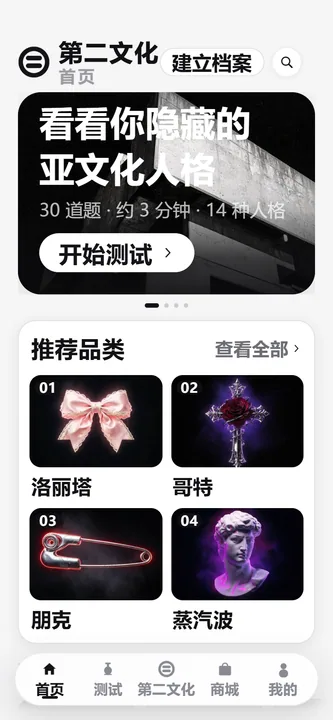 第二文化
首页
建立档案
看看你隐藏的
亚文化人格
30 道题 · 约 3 分钟 · 14 种人格
开始测试
推荐品类
查看全部
01
02
洛丽塔
哥特
03
04
朋克
蒸汽波
首页
测试
第二文化
商城
我的